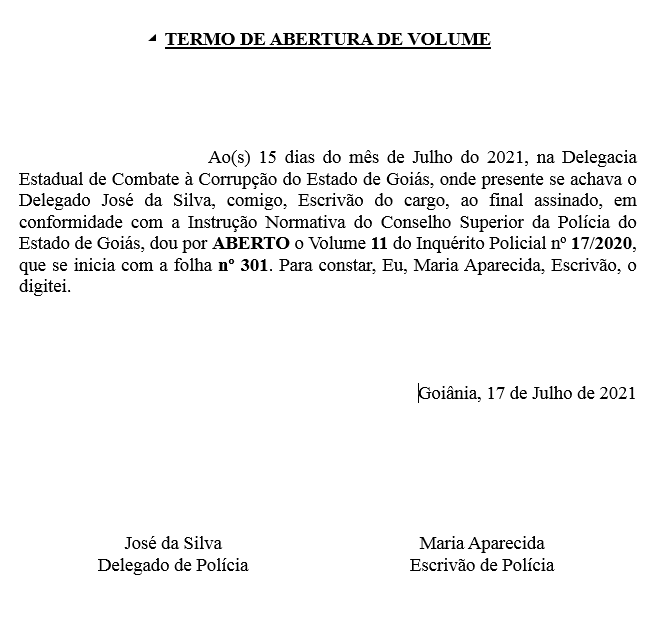 TERMO DE ABERTURA DE VOLUME
Ao(s) 15 dias do mês de Julho do 2021, na Delegacia
Estadual de Combate à Corrupção do Estado de Goiás, onde presente se achava o
Delegado José da Silva, comigo, Escrivão do cargo, ao final assinado, em
conformidade com a Instrução Normativa do Conselho Superior da Polícia do
Estado de Goiás, dou por ABERTO o Volume 11 do Inquérito Policial nº 17/2020,
que se inicia com a folha nº 301. Para constar, Eu, Maria Aparecida, Escrivão, o
digitei.
Goiânia, 17 de Julho de 2021
José da Silva
Delegado de Polícia
Maria Aparecida
Escrivão de Polícia